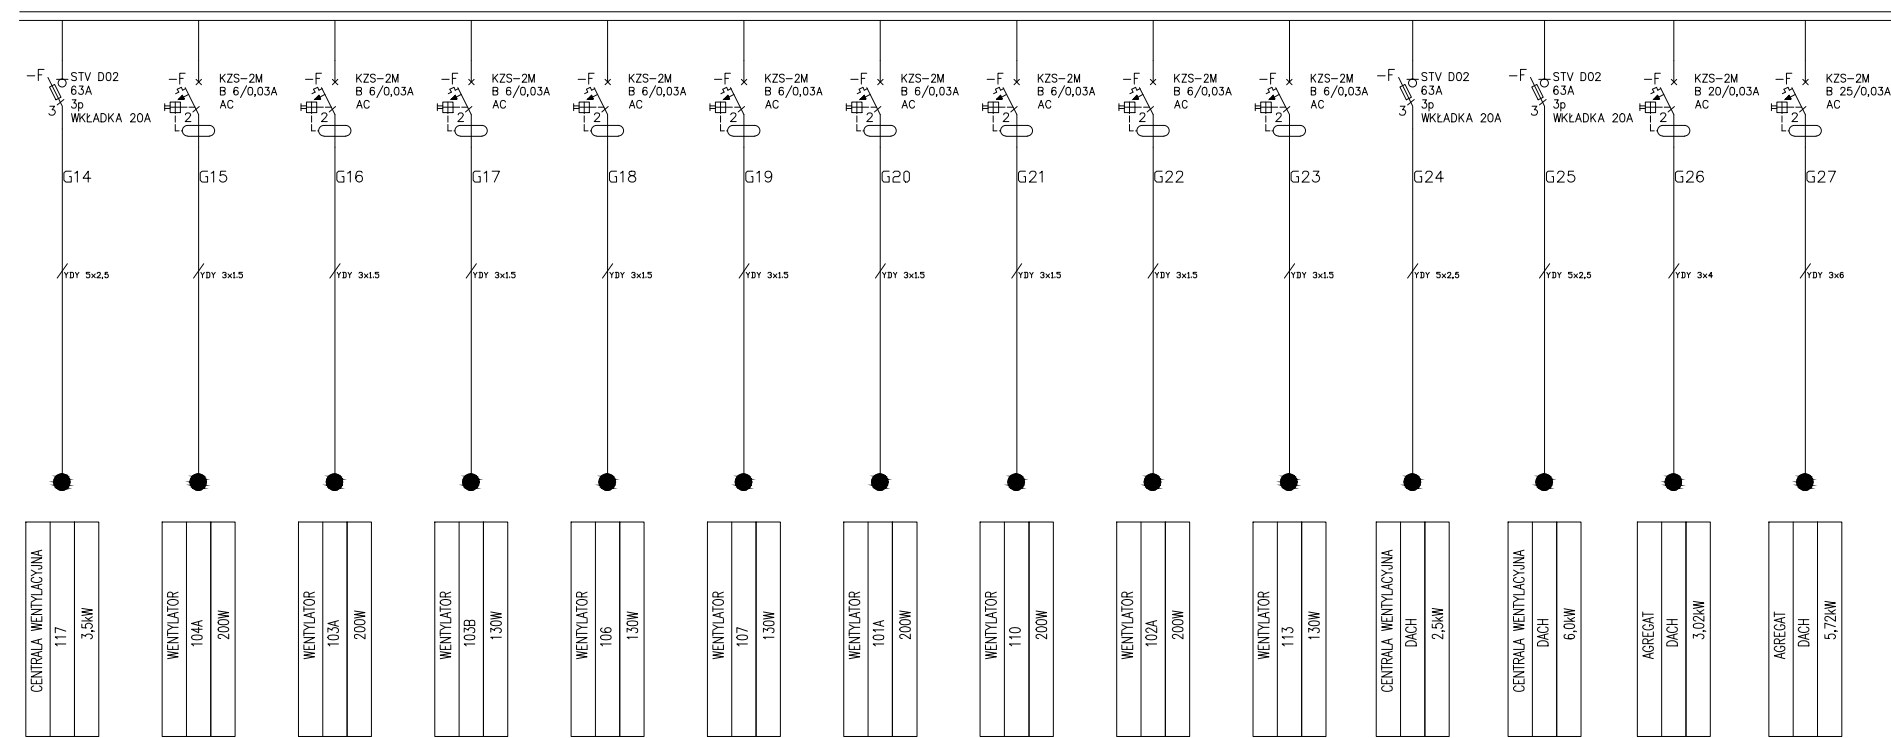 -F
STV D02
63A
3p
WKŁADKA 20A
3
G14
YDY 5x2,5
CENTRALA WENTYLACYJNA
117
3,5kW
-F
KZS-2M
B 6/0,03A
AC
2
G15
YDY 3x1.5
WENTYLATOR
104A
200W
-F
KZS-2M
B 6/0,03A
AC
2
G16
YDY 3x1.5
WENTYLATOR
103A
200W
-F
KZS-2M
B 6/0,03A
AC
2
G17
YDY 3x1.5
WENTYLATOR
103B
130W
-F
KZS-2M
B 6/0,03A
AC
2
G18
YDY 3x1.5
WENTYLATOR
106
130W
-F
KZS-2M
B 6/0,03A
AC
2
G19
YDY 3x1.5
WENTYLATOR
107
130W
-F
KZS-2M
B 6/0,03A
AC
2
G20
YDY 3x1.5
WENTYLATOR
101A
200W
-F
KZS-2M
B 6/0,03A
AC
2
G21
YDY 3x1.5
WENTYLATOR
110
200W
-F
KZS-2M
B 6/0,03A
AC
2
G22
YDY 3x1.5
WENTYLATOR
102A
200W
-F
KZS-2M
B 6/0,03A
AC
2
G23
YDY 3x1.5
WENTYLATOR
113
130W
-F
STV D02
63A
3p
WKŁADKA 20A
3
G24
YDY 5x2,5
CENTRALA WENTYLACYJNA
DACH
2,5kW
-F
STV D02
63A
3p
WKŁADKA 20A
3
G25
YDY 5x2,5
CENTRALA WENTYLACYJNA
DACH
6,0kW
-F
KZS-2M
B 20/0,03A
AC
2
G26
YDY 3x4
AGREGAT
DACH
3,02kW
-F
KZS-2M
B 25/0,03A
AC
2
G27
YDY 3x6
AGREGAT
DACH
5,72kW